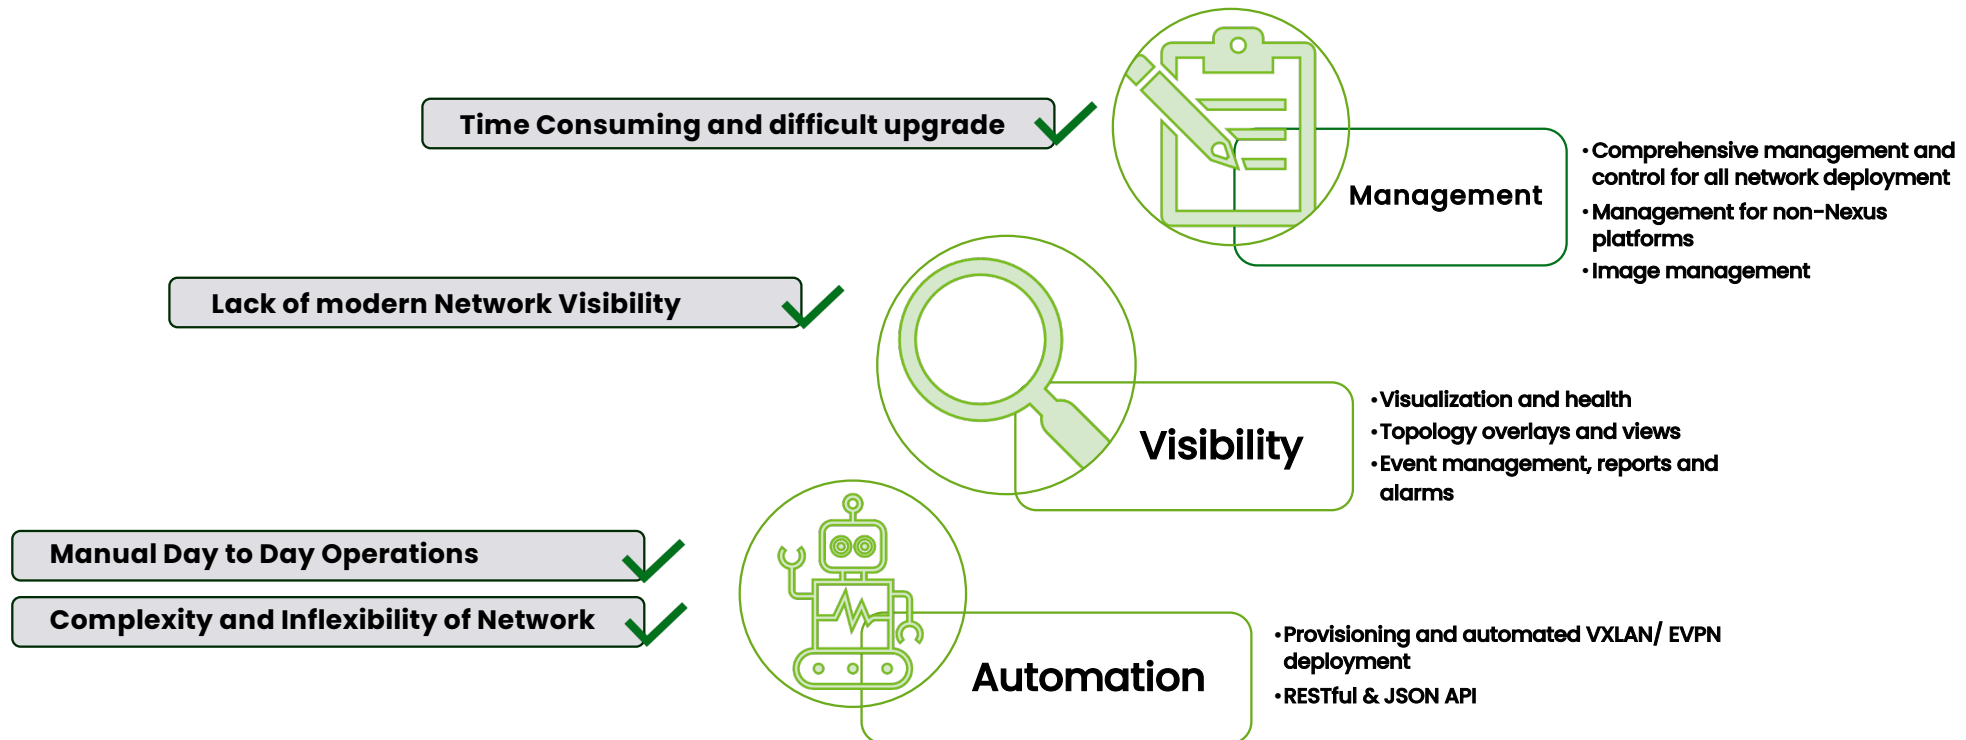 Time Consuming and difficult upgrade
Management
•Comprehensive management and
control for all network deployment
•Management for non-Nexus
platforms
•Image management
Lack of modern Network Visibility
Visibility
•Visualization and health
•Topology overlays and views
•Event management, reports and
alarms
Manual Day to Day Operations
Complexity and Inflexibility of Network
Automation
•Provisioning and automated VXLAN/ EVPN
deployment
•RESTful & JSON API